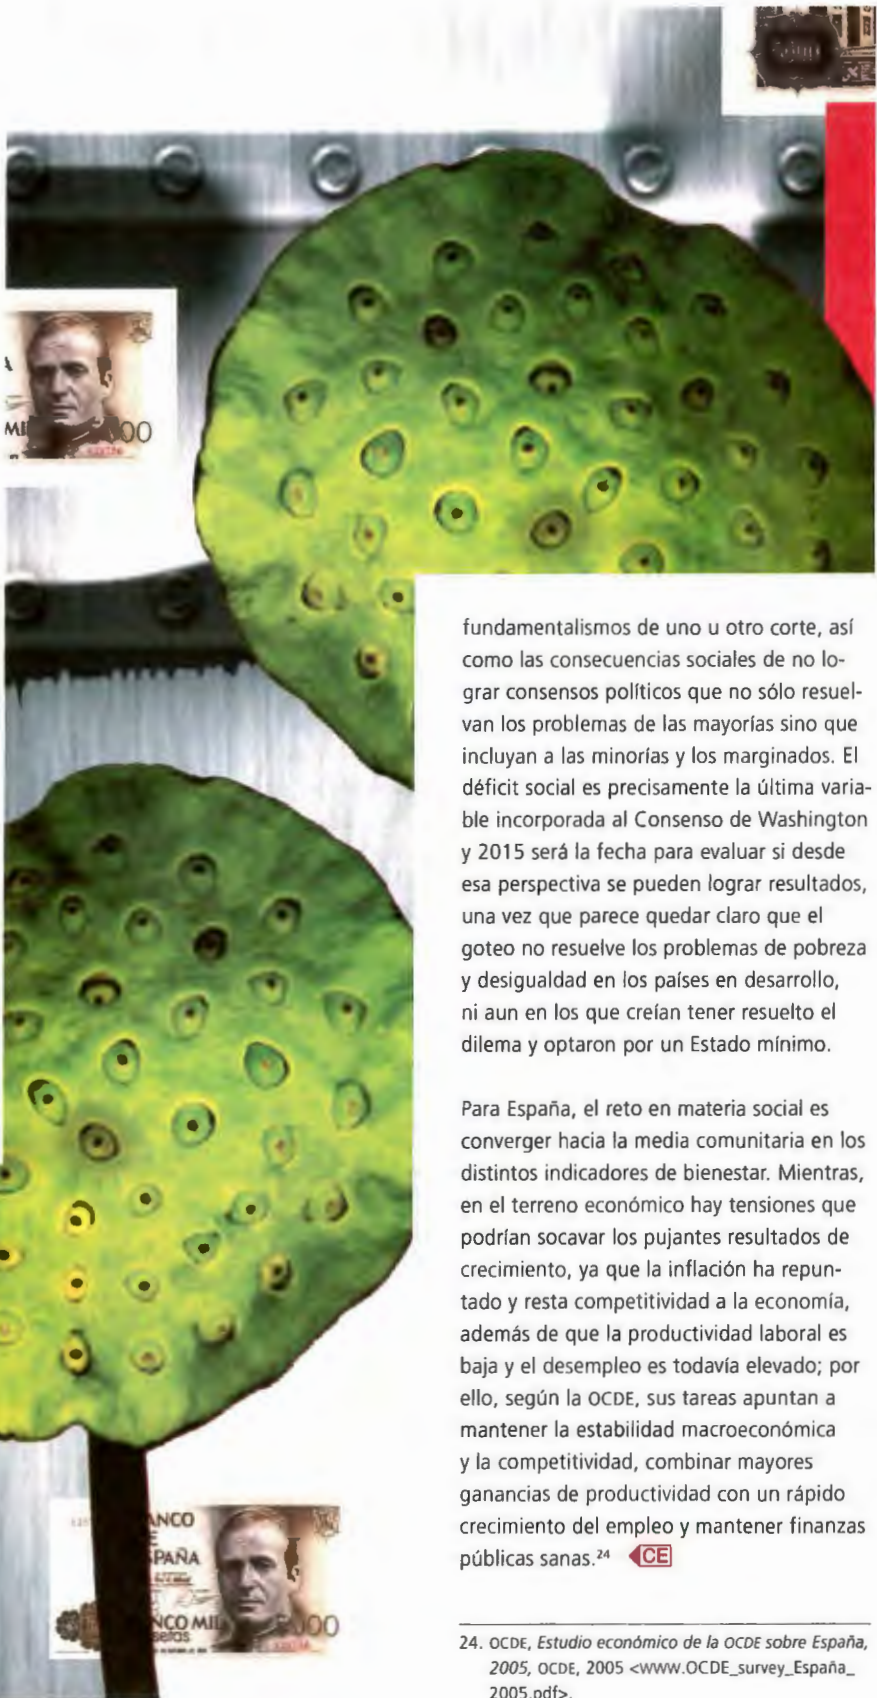 MI
00
fundamentalismos de uno u otro corte, así
como las consecuencias sociales de no lo-
grar consensos políticos que no sólo resuel-
van los problemas de las mayorías sino que
incluyan a las minorías y los marginados. El
déficit social es precisamente la última varia-
ble incorporada al Consenso de Washington
y 2015 será la fecha para evaluar si desde
esa perspectiva se pueden lograr resultados,
una vez que parece quedar claro que el
goteo no resuelve los problemas de pobreza
y desigualdad en los países en desarrollo,
ni aun en los que creían tener resuelto el
dilema y optaron por un Estado mínimo.
Para España, el reto en materia social es
converger hacia la media comunitaria en los
distintos indicadores de bienestar. Mientras,
en el terreno económico hay tensiones que
podrían socavar los pujantes resultados de
crecimiento, ya que la inflación ha repun-
tado y resta competitividad a la economía,
además de que la productividad laboral es
baja y el desempleo es todavía elevado; por
ello, según la OCDE, sus tareas apuntan a
mantener la estabilidad macroeconómica
y la competitividad, combinar mayores
ganancias de productividad con un rápido
crecimiento del empleo y mantener finanzas
públicas sanas.²⁴ CE
ANCO
E
SPAÑA
NCO MIL 5000
setas
24. OCDE, Estudio económico de la OCDE sobre España,
2005, OCDE, 2005 <www.OCDE_survey_España_
2005.pdf>.